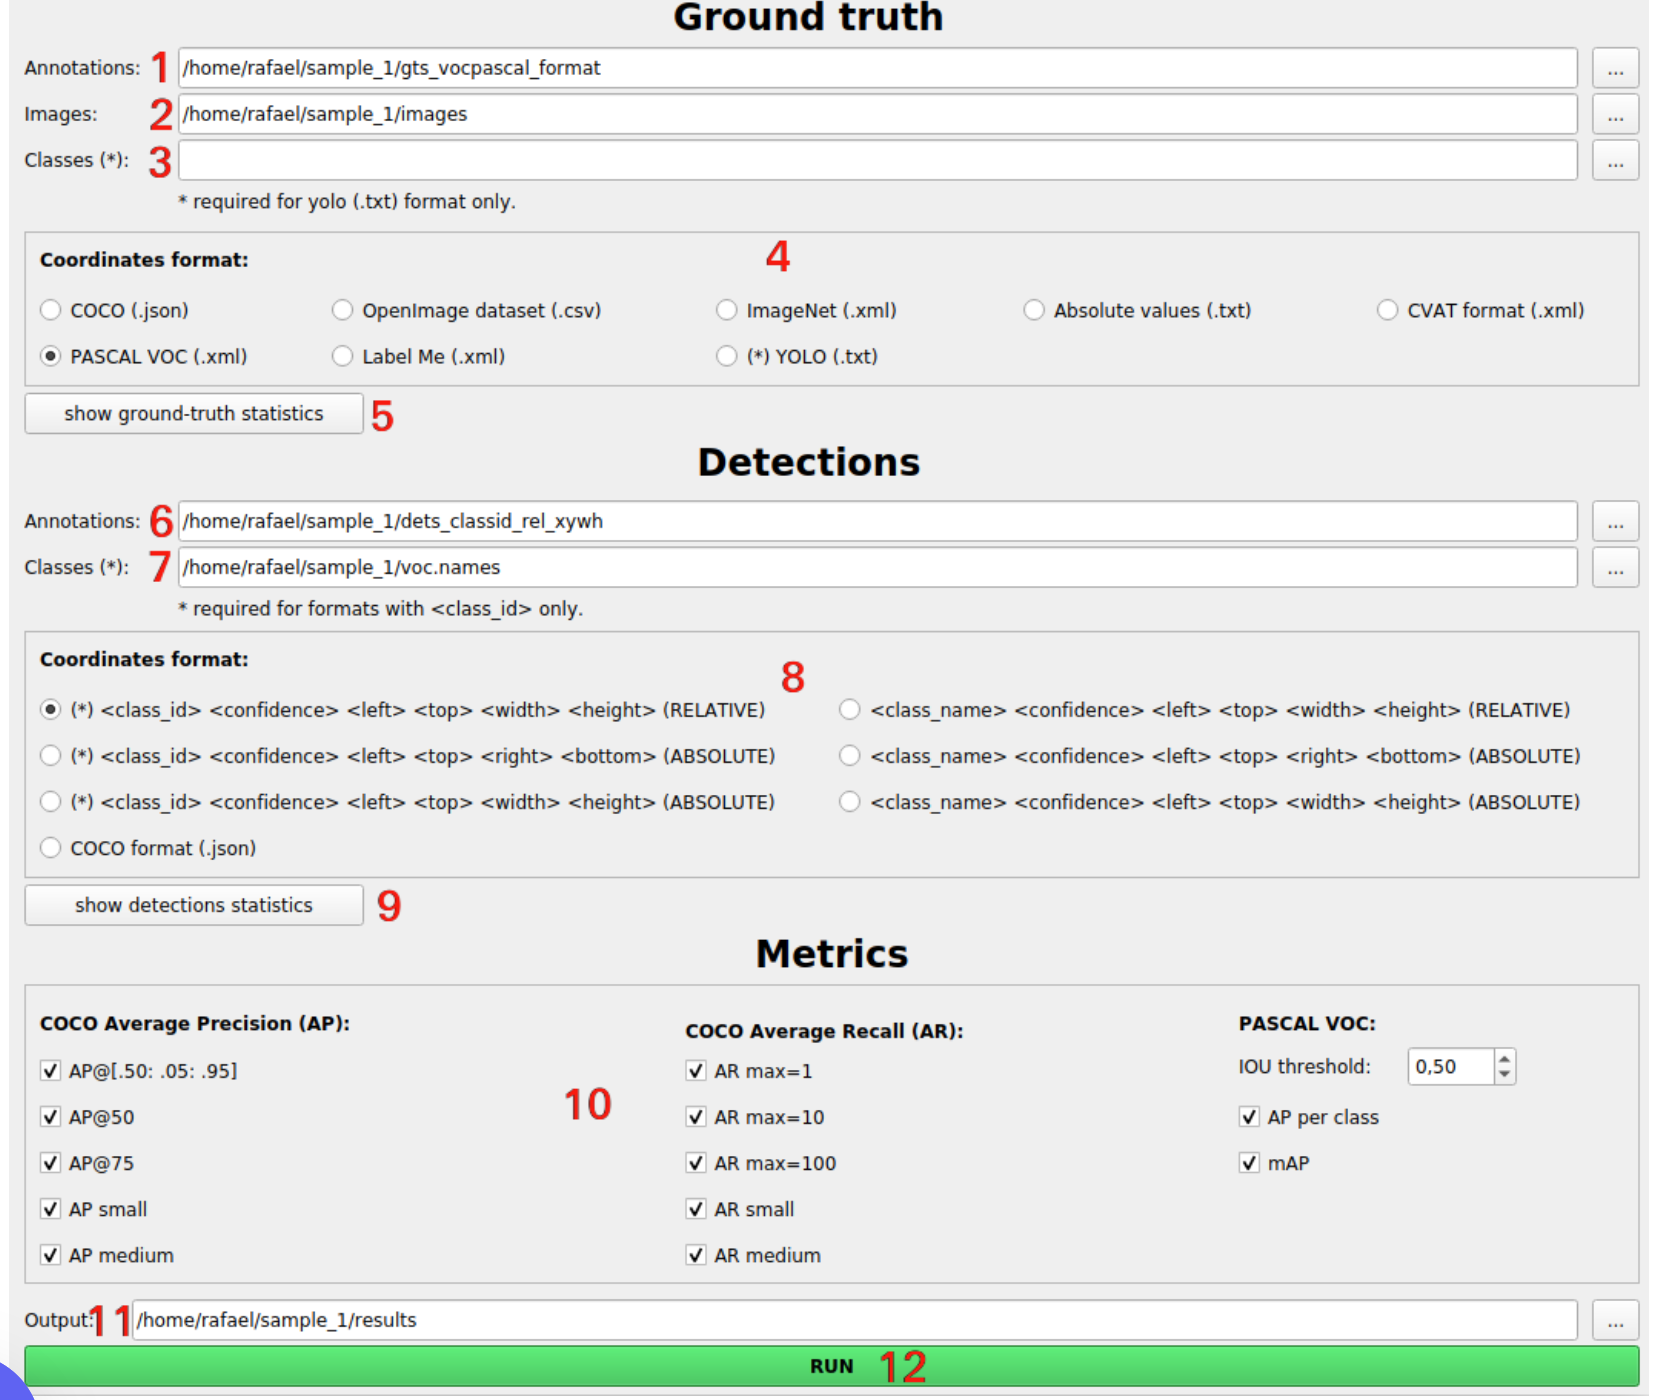 Ground truth
Annotations: 1 /home/rafael/sample_1/gts_vocpascal_format ...
Images: 2 /home/rafael/sample_1/images ...
Classes (*): 3 ...
* required for yolo (.txt) format only.
4
Coordinates format:
COCO (.json) OpenImage dataset (.csv) ImageNet (.xml) Absolute values (.txt) CVAT format (.xml)
PASCAL VOC (.xml) Label Me (.xml) (*) YOLO (.txt)
show ground-truth statistics 5
Detections
Annotations: 6 /home/rafael/sample_1/dets_classid_rel_xywh ...
Classes (*): 7 /home/rafael/sample_1/voc.names ...
* required for formats with <class_id> only.
Coordinates format:
8
(*) <class_id> <confidence> <left> <top> <width> <height> (RELATIVE) <class_name> <confidence> <left> <top> <width> <height> (RELATIVE)
(*) <class_id> <confidence> <left> <top> <right> <bottom> (ABSOLUTE) <class_name> <confidence> <left> <top> <right> <bottom> (ABSOLUTE)
(*) <class_id> <confidence> <left> <top> <width> <height> (ABSOLUTE) <class_name> <confidence> <left> <top> <width> <height> (ABSOLUTE)
COCO format (.json)
show detections statistics 9
Metrics
COCO Average Precision (AP):
AP@[.50: .05: .95]
AP@50
AP@75
AP small
AP medium
10
COCO Average Recall (AR):
AR max=1
AR max=10
AR max=100
AR small
AR medium
PASCAL VOC:
IOU threshold: 0,50
AP per class
mAP
Output: 11 /home/rafael/sample_1/results ...
RUN 12